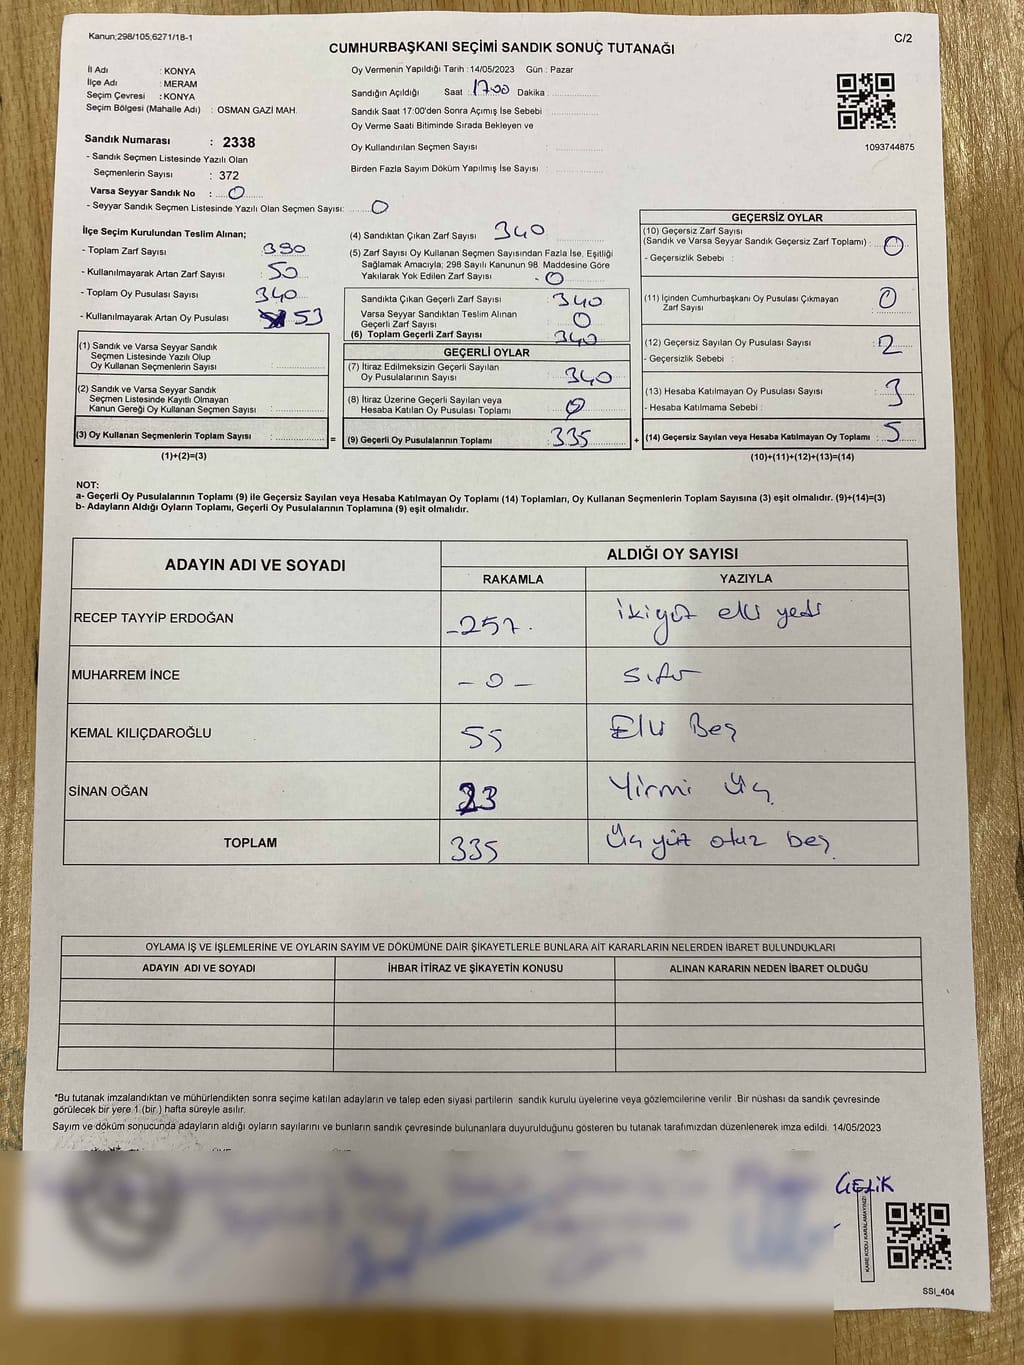 Kanun;298/105;6271/18-1
C/2
CUMHURBAŞKANI SEÇİMİ SANDIK SONUÇ TUTANAĞI
İl Adı : KONYA
İlçe Adı : MERAM
Seçim Çevresi : KONYA
Seçim Bölgesi (Mahalle Adı) : OSMAN GAZİ MAH.
Oy Vermenin Yapıldığı Tarih : 14/05/2023 Gün : Pazar
Sandığın Açıldığı Saat 17:00 Dakika :
Sandık Saat 17:00'den Sonra Açımış İse Sebebi :
Oy Verme Saati Bitiminde Sırada Bekleyen ve
Oy Kullandırılan Seçmen Sayısı :
Birden Fazla Sayım Döküm Yapılmış İse Sayısı :
1093744875
Sandık Numarası : 2338
- Sandık Seçmen Listesinde Yazılı Olan
Seçmenlerin Sayısı : 372
Varsa Seyyar Sandık No : 0
- Seyyar Sandık Seçmen Listesinde Yazılı Olan Seçmen Sayısı: 0
İlçe Seçim Kurulundan Teslim Alınan;
- Toplam Zarf Sayısı : 390
- Kullanılmayarak Artan Zarf Sayısı : 50
- Toplam Oy Pusulası Sayısı : 340
- Kullanılmayarak Artan Oy Pusulası : 53
(1) Sandık ve Varsa Seyyar Sandık
Seçmen Listesinde Yazılı Olup
Oy Kullanan Seçmenlerin Sayısı :
(2) Sandık ve Varsa Seyyar Sandık
Seçmen Listesinde Kayıtlı Olmayan
Kanun Gereği Oy Kullanan Seçmen Sayısı :
(3) Oy Kullanan Seçmenlerin Toplam Sayısı : =
(1)+(2)=(3)
(4) Sandıktan Çıkan Zarf Sayısı : 340
(5) Zarf Sayısı Oy Kullanan Seçmen Sayısından Fazla İse, Eşitliği
Sağlamak Amacıyla; 298 Sayılı Kanunun 98. Maddesine Göre
Yakılarak Yok Edilen Zarf Sayısı : 0
Sandıkta Çıkan Geçerli Zarf Sayısı : 340
Varsa Seyyar Sandıktan Teslim Alınan
Geçerli Zarf Sayısı : 0
(6) Toplam Geçerli Zarf Sayısı : 340
GEÇERLİ OYLAR
(7) İtiraz Edilmeksizin Geçerli Sayılan
Oy Pusulalarının Sayısı : 340
(8) İtiraz Üzerine Geçerli Sayılan veya
Hesaba Katılan Oy Pusulası Toplamı : 0
(9) Geçerli Oy Pusulalarının Toplamı : 335 +
GEÇERSİZ OYLAR
(10) Geçersiz Zarf Sayısı
(Sandık ve Varsa Seyyar Sandık Geçersiz Zarf Toplamı) : 0
- Geçersizlik Sebebi :
(11) İçinden Cumhurbaşkanı Oy Pusulası Çıkmayan
Zarf Sayısı : 0
(12) Geçersiz Sayılan Oy Pusulası Sayısı : 2
- Geçersizlik Sebebi :
(13) Hesaba Katılmayan Oy Pusulası Sayısı : 3
- Hesaba Katılmama Sebebi :
(14) Geçersiz Sayılan veya Hesaba Katılmayan Oy Toplamı : 5
(10)+(11)+(12)+(13)=(14)
NOT:
a- Geçerli Oy Pusulalarının Toplamı (9) ile Geçersiz Sayılan veya Hesaba Katılmayan Oy Toplamı (14) Toplamları, Oy Kullanan Seçmenlerin Toplam Sayısına (3) eşit olmalıdır. (9)+(14)=(3)
b- Adayların Aldığı Oyların Toplamı, Geçerli Oy Pusulalarının Toplamına (9) eşit olmalıdır.
ADAYIN ADI VE SOYADI
ALDIĞI OY SAYISI
RAKAMLA YAZIYLA
RECEP TAYYİP ERDOĞAN -257- ikiyüz elli yedi
MUHARREM İNCE -0- Sıfır
KEMAL KILIÇDAROĞLU 55 Elli Beş
SİNAN OĞAN 23 Yirmi Üç
TOPLAM 335 Üçyüz otuz beş
OYLAMA İŞ VE İŞLEMLERİNE VE OYLARIN SAYIM VE DÖKÜMÜNE DAİR ŞİKAYETLERLE BUNLARA AİT KARARLARIN NELERDEN İBARET BULUNDUKLARI
ADAYIN ADI VE SOYADI İHBAR İTİRAZ VE ŞİKAYETİN KONUSU ALINAN KARARIN NEDEN İBARET OLDUĞU
*Bu tutanak imzalandıktan ve mühürlendikten sonra seçime katılan adayların ve talep eden siyasi partilerin sandık kurulu üyelerine veya gözlemcilerine verilir. Bir nüshası da sandık çevresinde
görülecek bir yere 1 (bir ) hafta süreyle asılır.
Sayım ve döküm sonucunda adayların aldığı oyların sayılarını ve bunların sandık çevresinde bulunanlara duyurulduğunu gösteren bu tutanak tarafımızdan düzenlenerek imza edildi. 14/05/2023
ÇELİK
KARE KODU KARALAMAYINIZ!
SSI_404